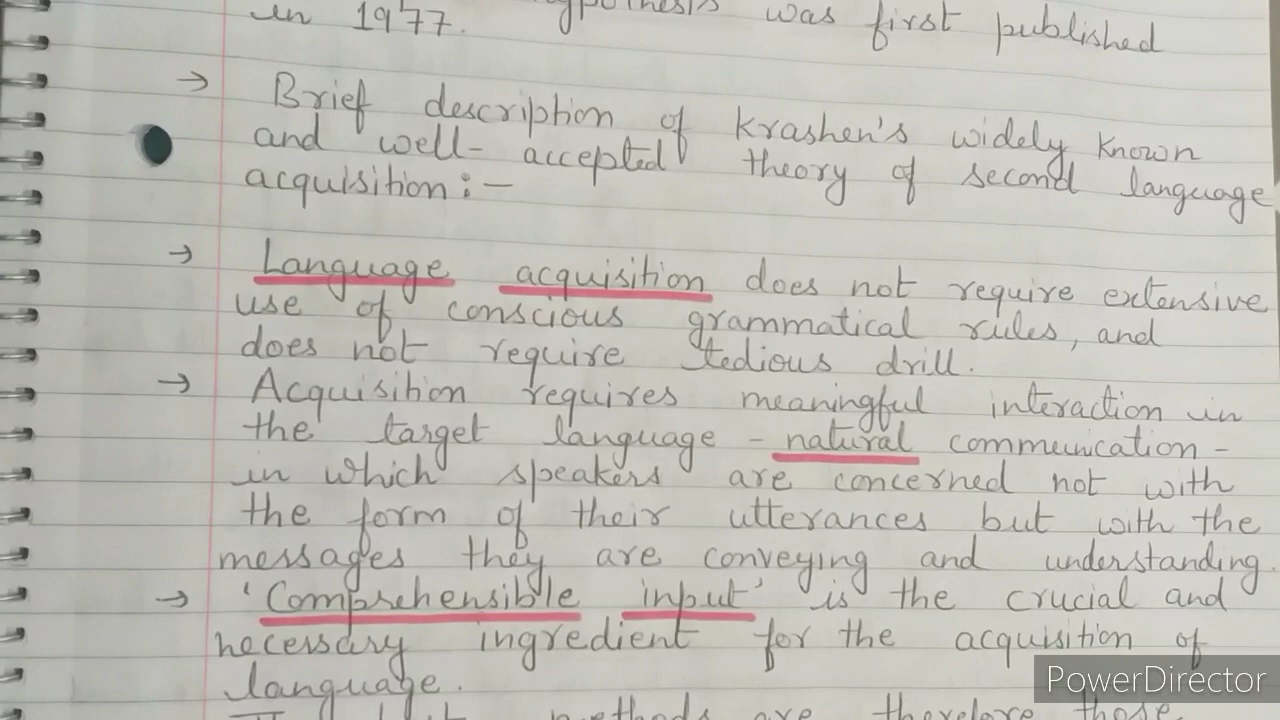 in 1977. hypothesis was first published
→ Brief description of Krashen's widely known
and well-accepted theory of second language
acquisition:-
→ Language acquisition does not require extensive
use of conscious grammatical rules, and
does not require tedious drill.
→ Acquisition requires meaningful interaction in
the target language - natural communication -
in which speakers are concerned not with
the form of their utterances but with the
messages they are conveying and understanding.
→ 'Comprehensible input' is the crucial and
necessary ingredient for the acquisition of
language.
methods are therefore those
PowerDirector